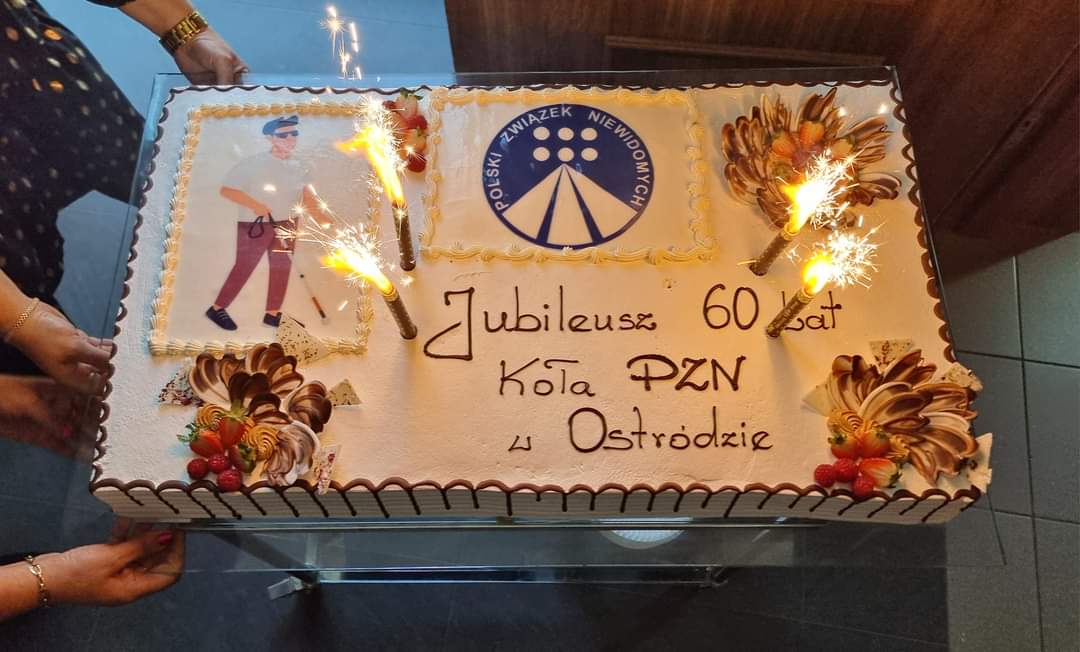 POLSKI ZWIĄZEK NIEWIDOMYCH
Jubileusz 60 Lat
Koła PZN
w Ostródzie